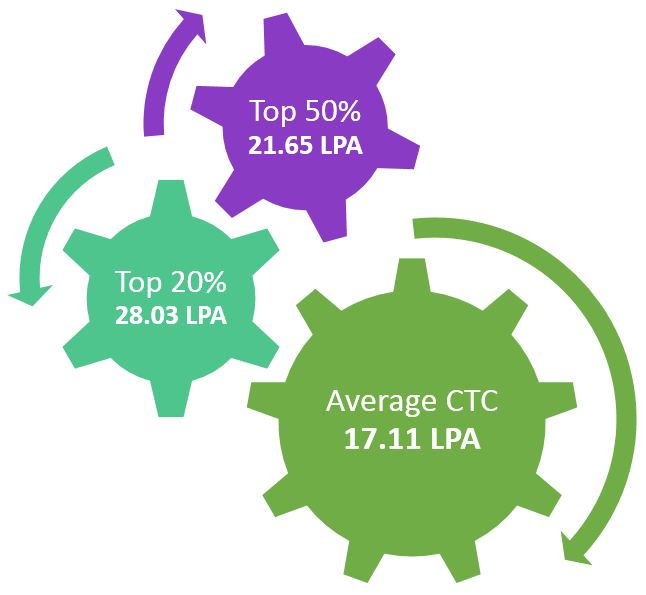 Top 50%
21.65 LPA
Top 20%
28.03 LPA
Average CTC
17.11 LPA